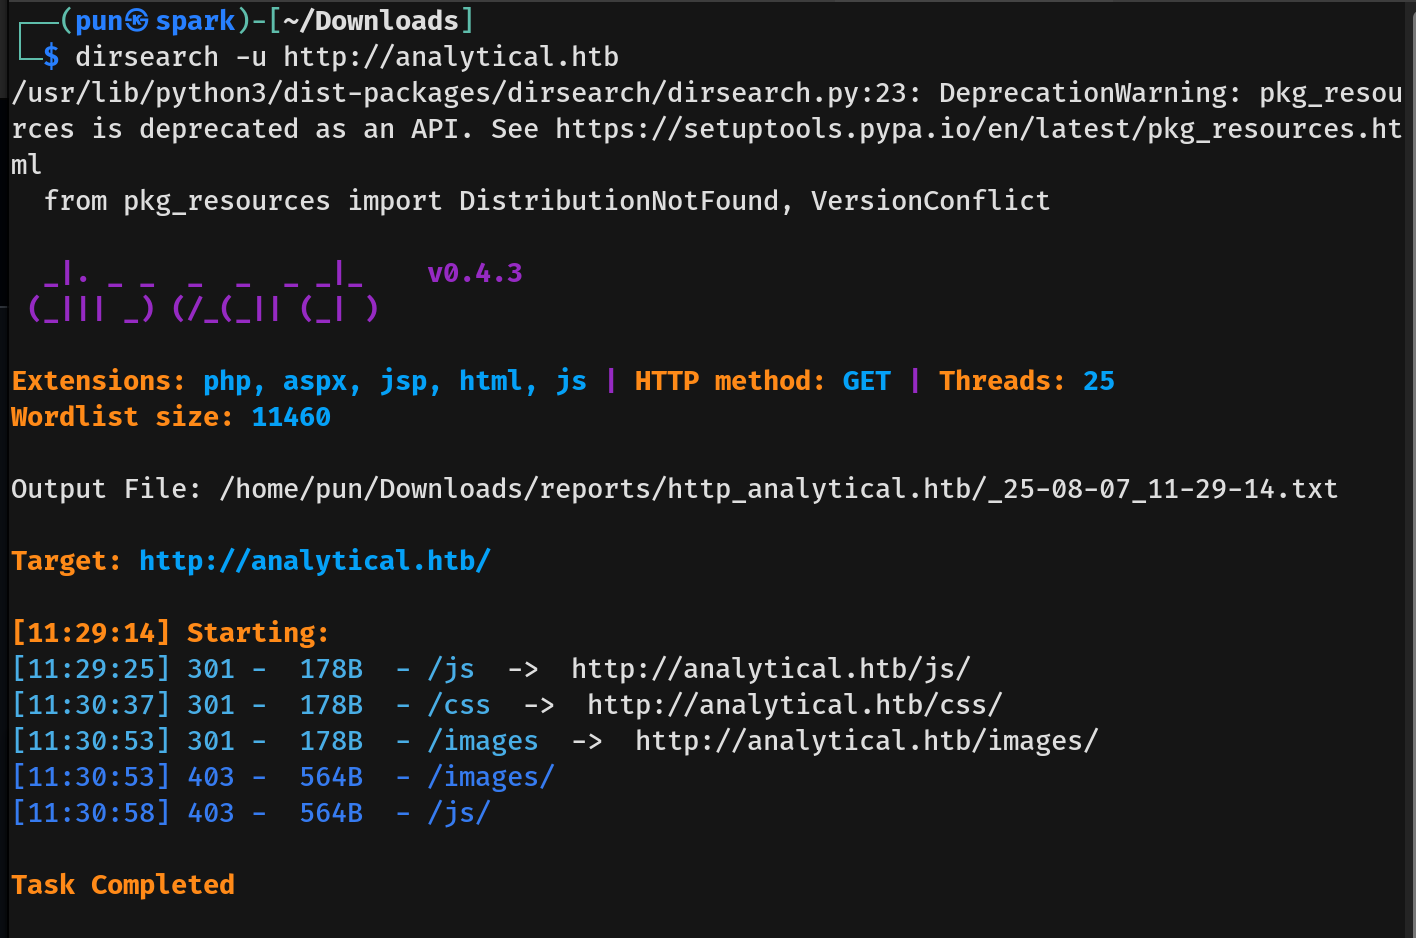 ┌──(pun㉿spark)-[~/Downloads]
└─$ dirsearch -u http://analytical.htb
/usr/lib/python3/dist-packages/dirsearch/dirsearch.py:23: DeprecationWarning: pkg_resou
rces is deprecated as an API. See https://setuptools.pypa.io/en/latest/pkg_resources.ht
ml
  from pkg_resources import DistributionNotFound, VersionConflict

  _|. _ _  _  _  _ _|_    v0.4.3
 (_||| _) (/_(_|| (_| )

Extensions: php, aspx, jsp, html, js | HTTP method: GET | Threads: 25
Wordlist size: 11460

Output File: /home/pun/Downloads/reports/http_analytical.htb/_25-08-07_11-29-14.txt

Target: http://analytical.htb/

[11:29:14] Starting:
[11:29:25] 301 -  178B  - /js  ->  http://analytical.htb/js/
[11:30:37] 301 -  178B  - /css  ->  http://analytical.htb/css/
[11:30:53] 301 -  178B  - /images  ->  http://analytical.htb/images/
[11:30:53] 403 -  564B  - /images/
[11:30:58] 403 -  564B  - /js/

Task Completed